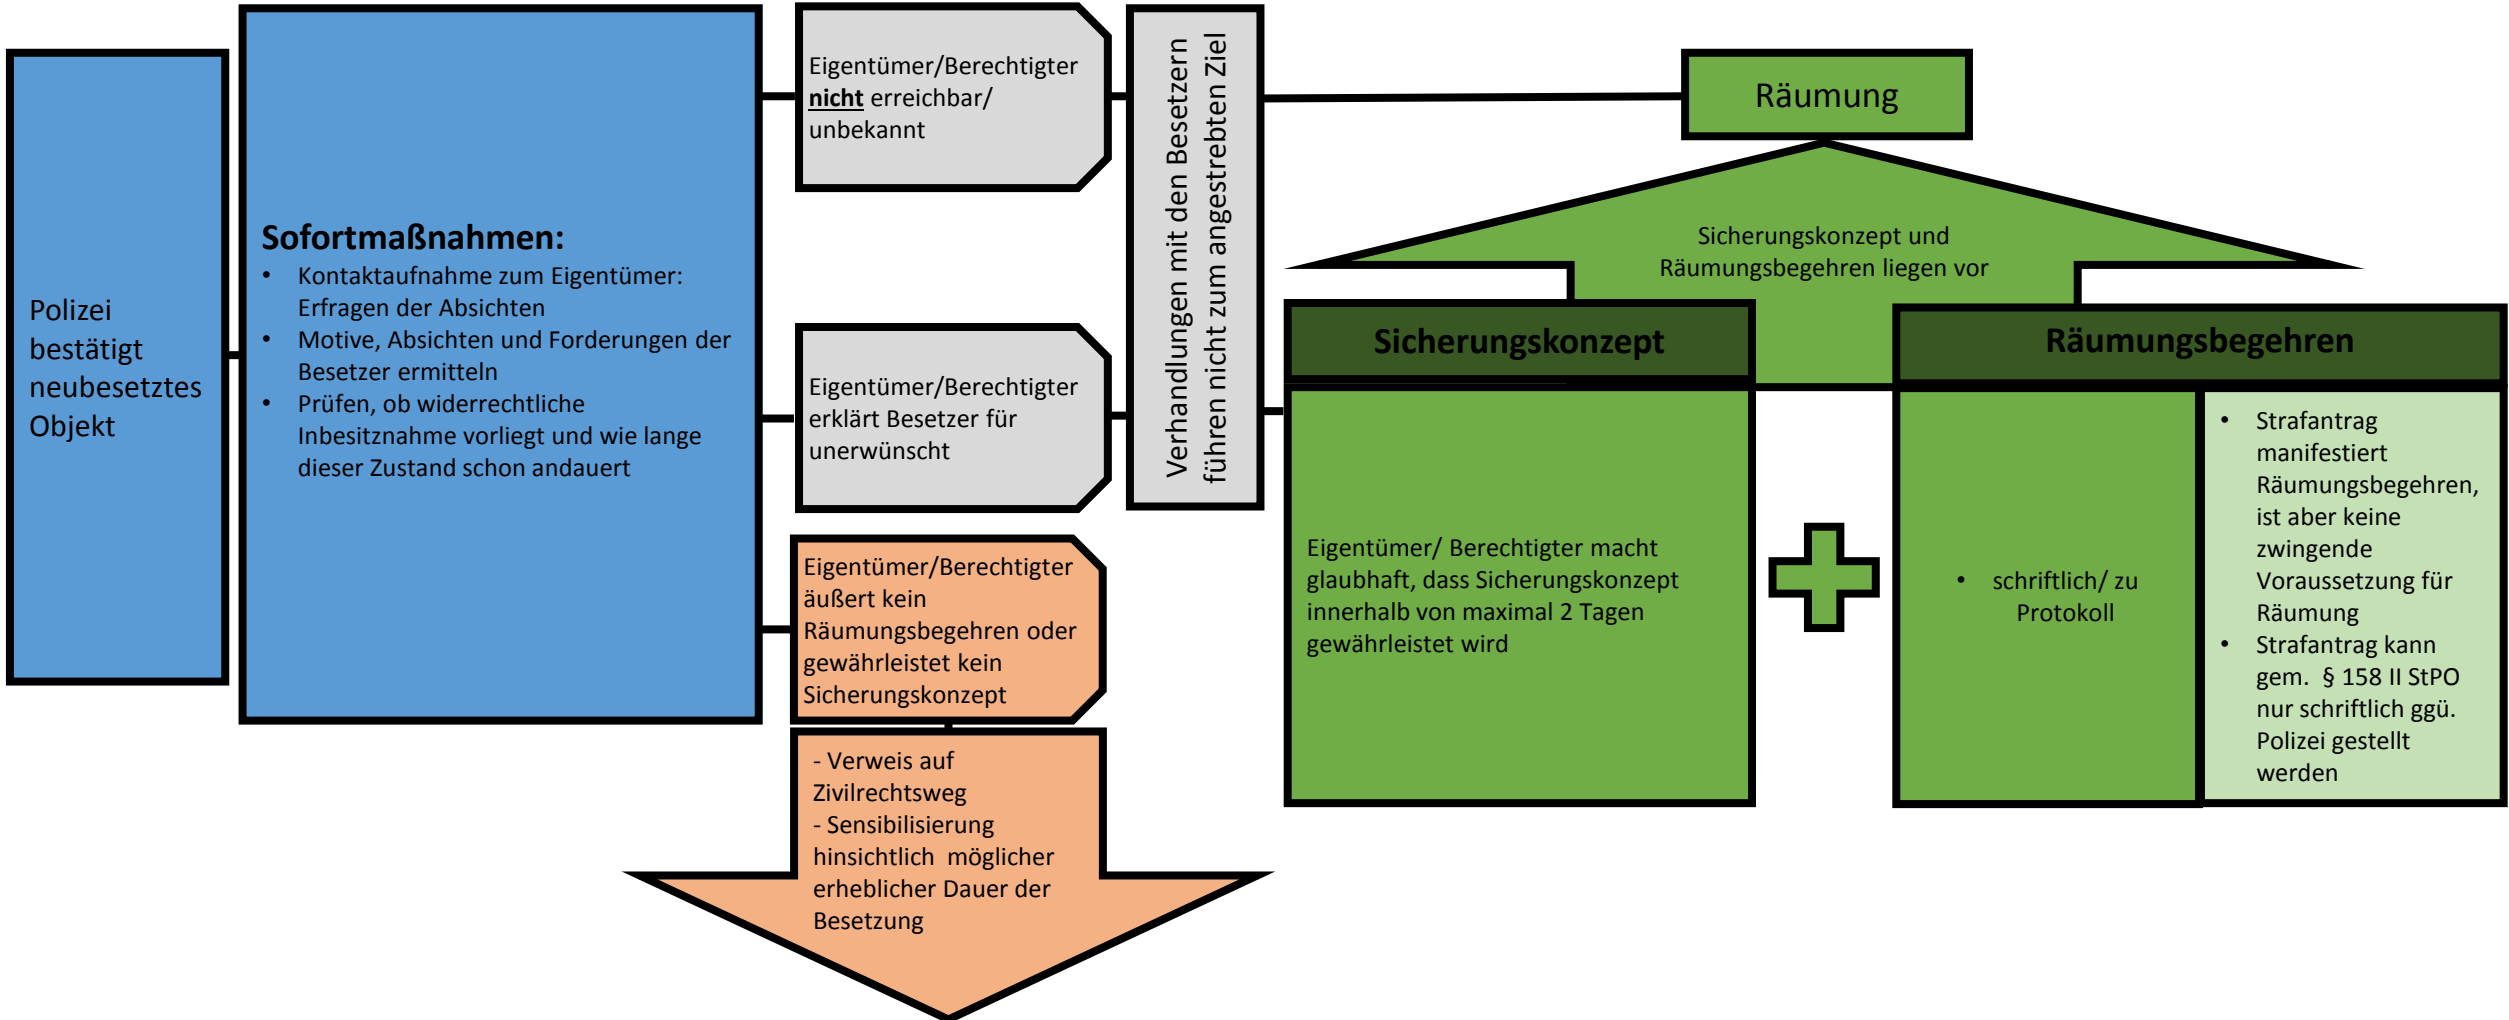 Polizei
bestätigt
neubesetztes
Objekt
Sofortmaßnahmen:
• Kontaktaufnahme zum Eigentümer:
Erfragen der Absichten
• Motive, Absichten und Forderungen der
Besetzer ermitteln
• Prüfen, ob widerrechtliche
Inbesitznahme vorliegt und wie lange
dieser Zustand schon andauert
Eigentümer/Berechtigter
nicht erreichbar/
unbekannt
Eigentümer/Berechtigter
erklärt Besetzer für
unerwünscht
Eigentümer/Berechtigter
äußert kein
Räumungsbegehren oder
gewährleistet kein
Sicherungskonzept
- Verweis auf
Zivilrechtsweg
- Sensibilisierung
hinsichtlich möglicher
erheblicher Dauer der
Besetzung
Verhandlungen mit den Besetzern
führen nicht zum angestrebten Ziel
Räumung
Sicherungskonzept und
Räumungsbegehren liegen vor
Sicherungskonzept
Eigentümer/ Berechtigter macht
glaubhaft, dass Sicherungskonzept
innerhalb von maximal 2 Tagen
gewährleistet wird
Räumungsbegehren
• schriftlich/ zu
Protokoll
• Strafantrag
manifestiert
Räumungsbegehren,
ist aber keine
zwingende
Voraussetzung für
Räumung
• Strafantrag kann
gem. § 158 II StPO
nur schriftlich ggü.
Polizei gestellt
werden